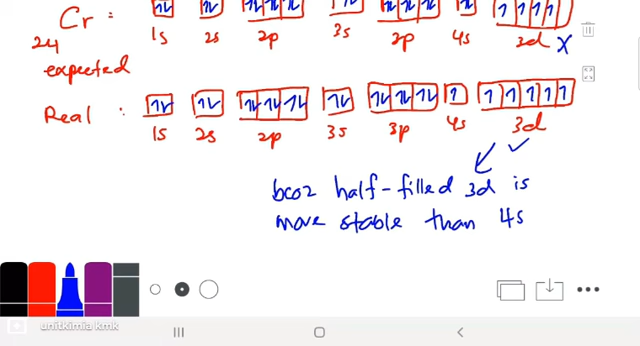 Cr =
24
1s 2s 2p 3s 2p 4s 3d X
expected
Real :
1s 2s 2p 3s 3p 4s 3d
bcoz half-filled 3d is
more stable than 4s
unitkimia kmk